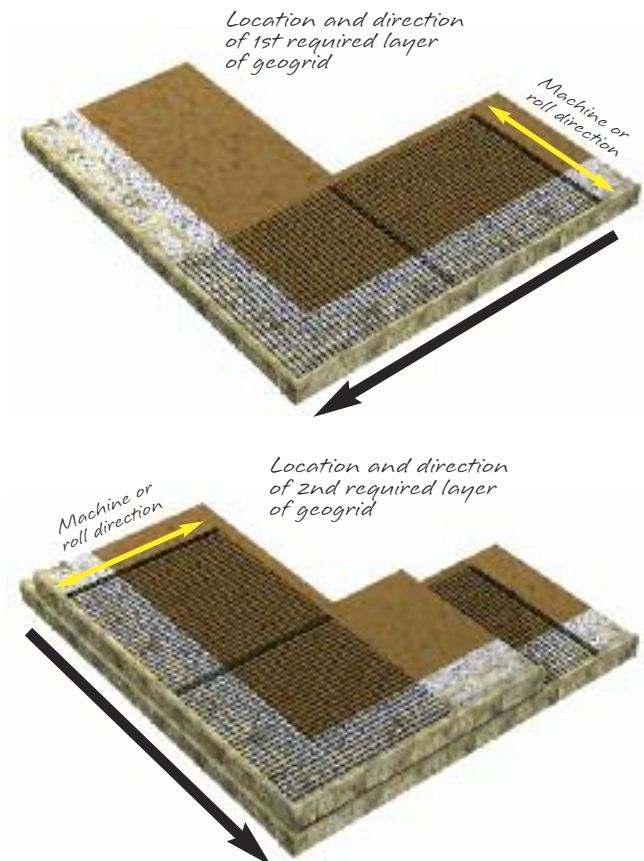 Location and direction
of 1st required layer
of geogrid
Machine or
roll direction
Location and direction
of 2nd required layer
of geogrid
Machine or
roll direction